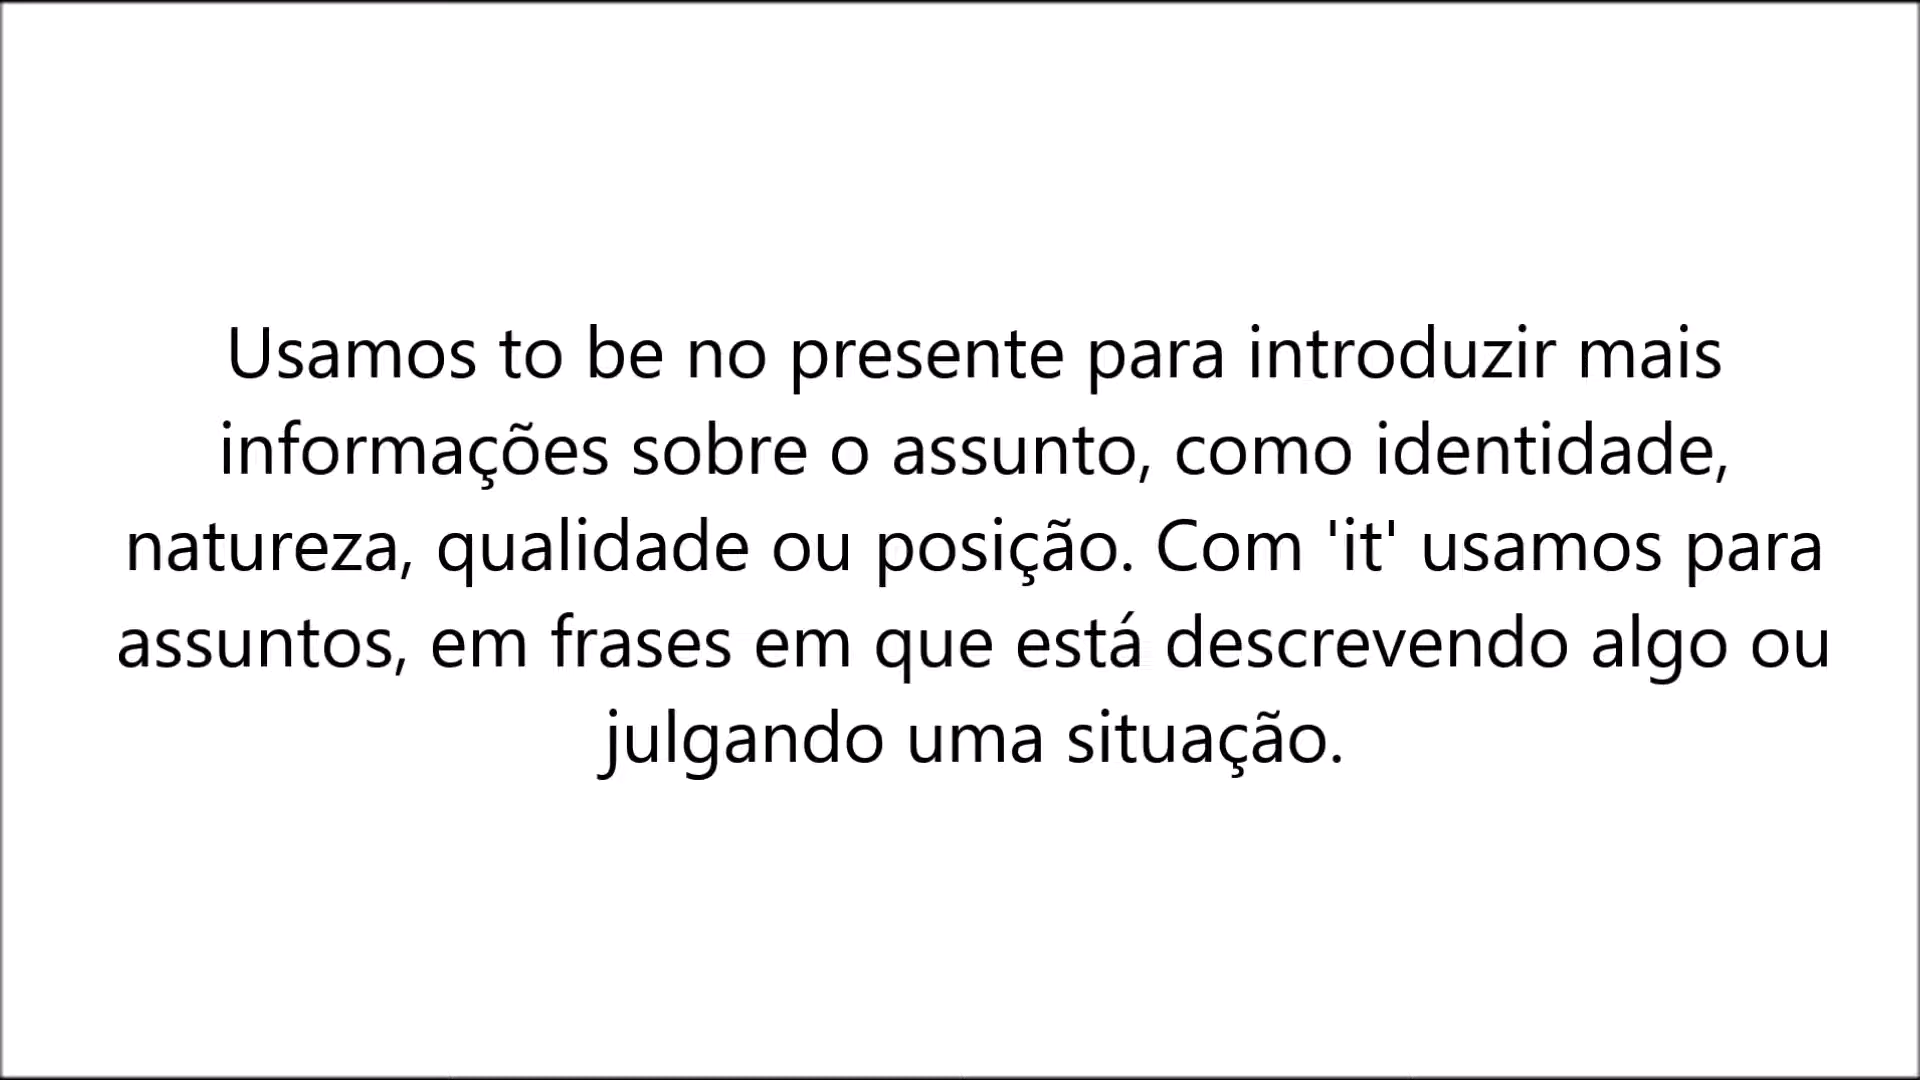 Usamos to be no presente para introduzir mais
informações sobre o assunto, como identidade,
natureza, qualidade ou posição. Com 'it' usamos para
assuntos, em frases em que está descrevendo algo ou
julgando uma situação.